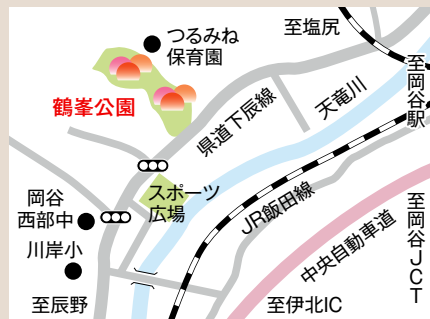 つるみね
保育園
至塩尻
至岡谷駅
鶴峯公園
県道下辰線
天竜川
スポーツ
広場
岡谷
西部中
川岸小
JR飯田線
中央自動車道
至岡谷JCT
至辰野
至伊北IC